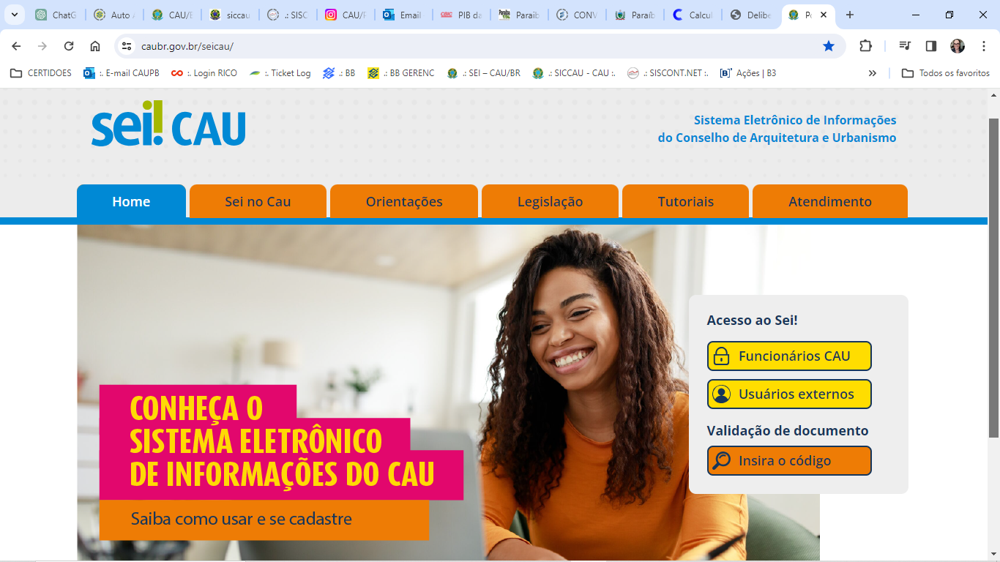 ChatG
Auto A
CAU/B
siccau
.: SISC
CAU/P
Email
PIB da
Paraíb
CONV
Paraíb
Calcul
Delibe
caubr.gov.br/seicau/
CERTIDOES
:. E-mail CAUPB
:. Login RICO
:. Ticket Log
.: BB
.: BB GERENC
.: SEI – CAU/BR
.: SICCAU - CAU :.
.: SISCONT.NET :.
Ações | B3
Todos os favoritos
sei! CAU
Sistema Eletrônico de Informações
do Conselho de Arquitetura e Urbanismo
Home
Sei no Cau
Orientações
Legislação
Tutoriais
Atendimento
CONHEÇA O
SISTEMA ELETRÔNICO
DE INFORMAÇÕES DO CAU
Saiba como usar e se cadastre
Acesso ao Sei!
Funcionários CAU
Usuários externos
Validação de documento
Insira o código